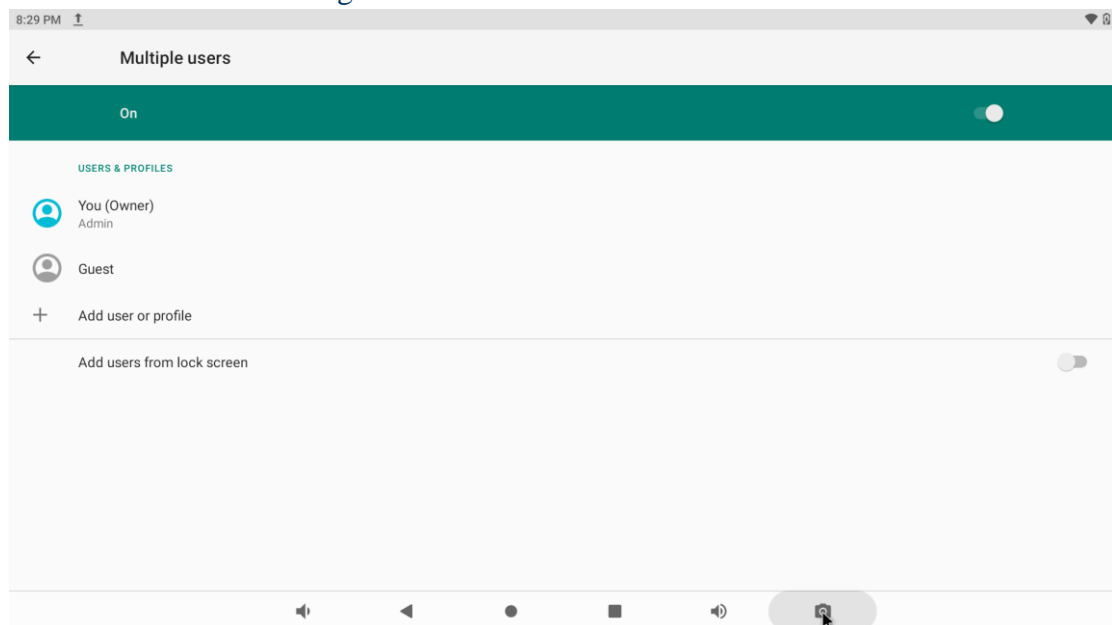 8:29 PM
Multiple users
On
USERS & PROFILES
You (Owner)
Admin
Guest
Add user or profile
Add users from lock screen